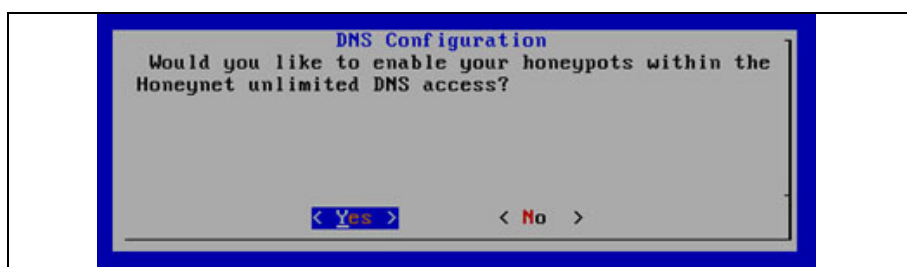 DNS Configuration
Would you like to enable your honeypots within the
Honeynet unlimited DNS access?
< Yes > < No >